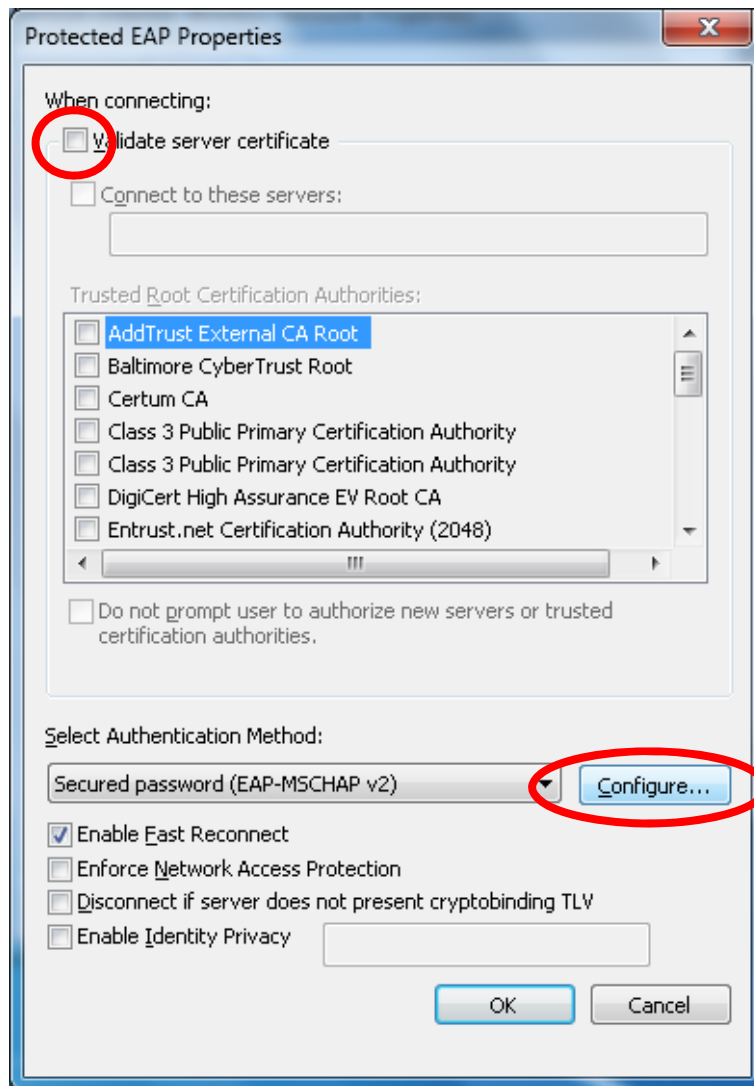 Protected EAP Properties
When connecting:
Validate server certificate
Connect to these servers:
Trusted Root Certification Authorities:
AddTrust External CA Root
Baltimore CyberTrust Root
Certum CA
Class 3 Public Primary Certification Authority
Class 3 Public Primary Certification Authority
DigiCert High Assurance EV Root CA
Entrust.net Certification Authority (2048)
Do not prompt user to authorize new servers or trusted
certification authorities.
Select Authentication Method:
Secured password (EAP-MSCHAP v2) Configure...
Enable Fast Reconnect
Enforce Network Access Protection
Disconnect if server does not present cryptobinding TLV
Enable Identity Privacy
OK Cancel